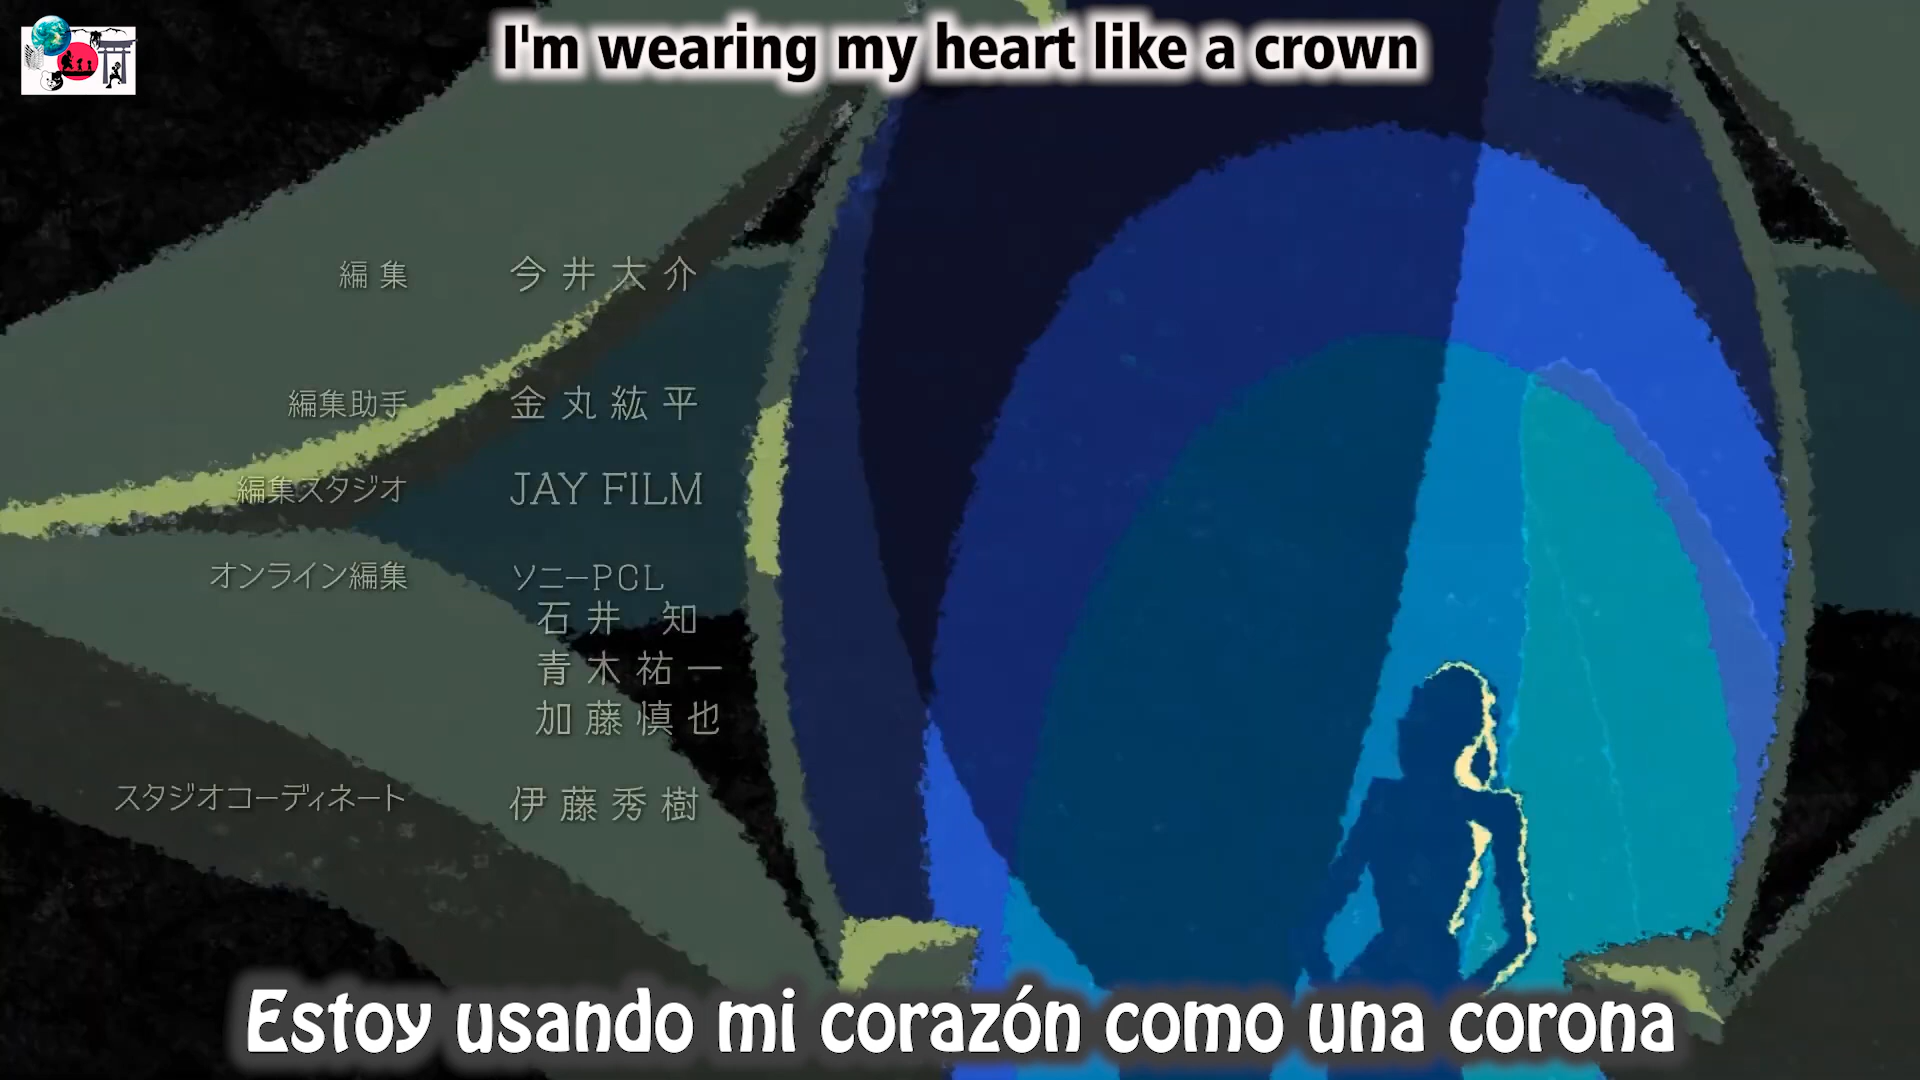 I'm wearing my heart like a crown
編集 今井大介
編集助手 金丸紘平
編集スタジオ JAY FILM
オンライン編集 ソニーPCL
石井 知
青木祐一
加藤慎也
スタジオコーディネート 伊藤秀樹
Estoy usando mi corazón como una corona